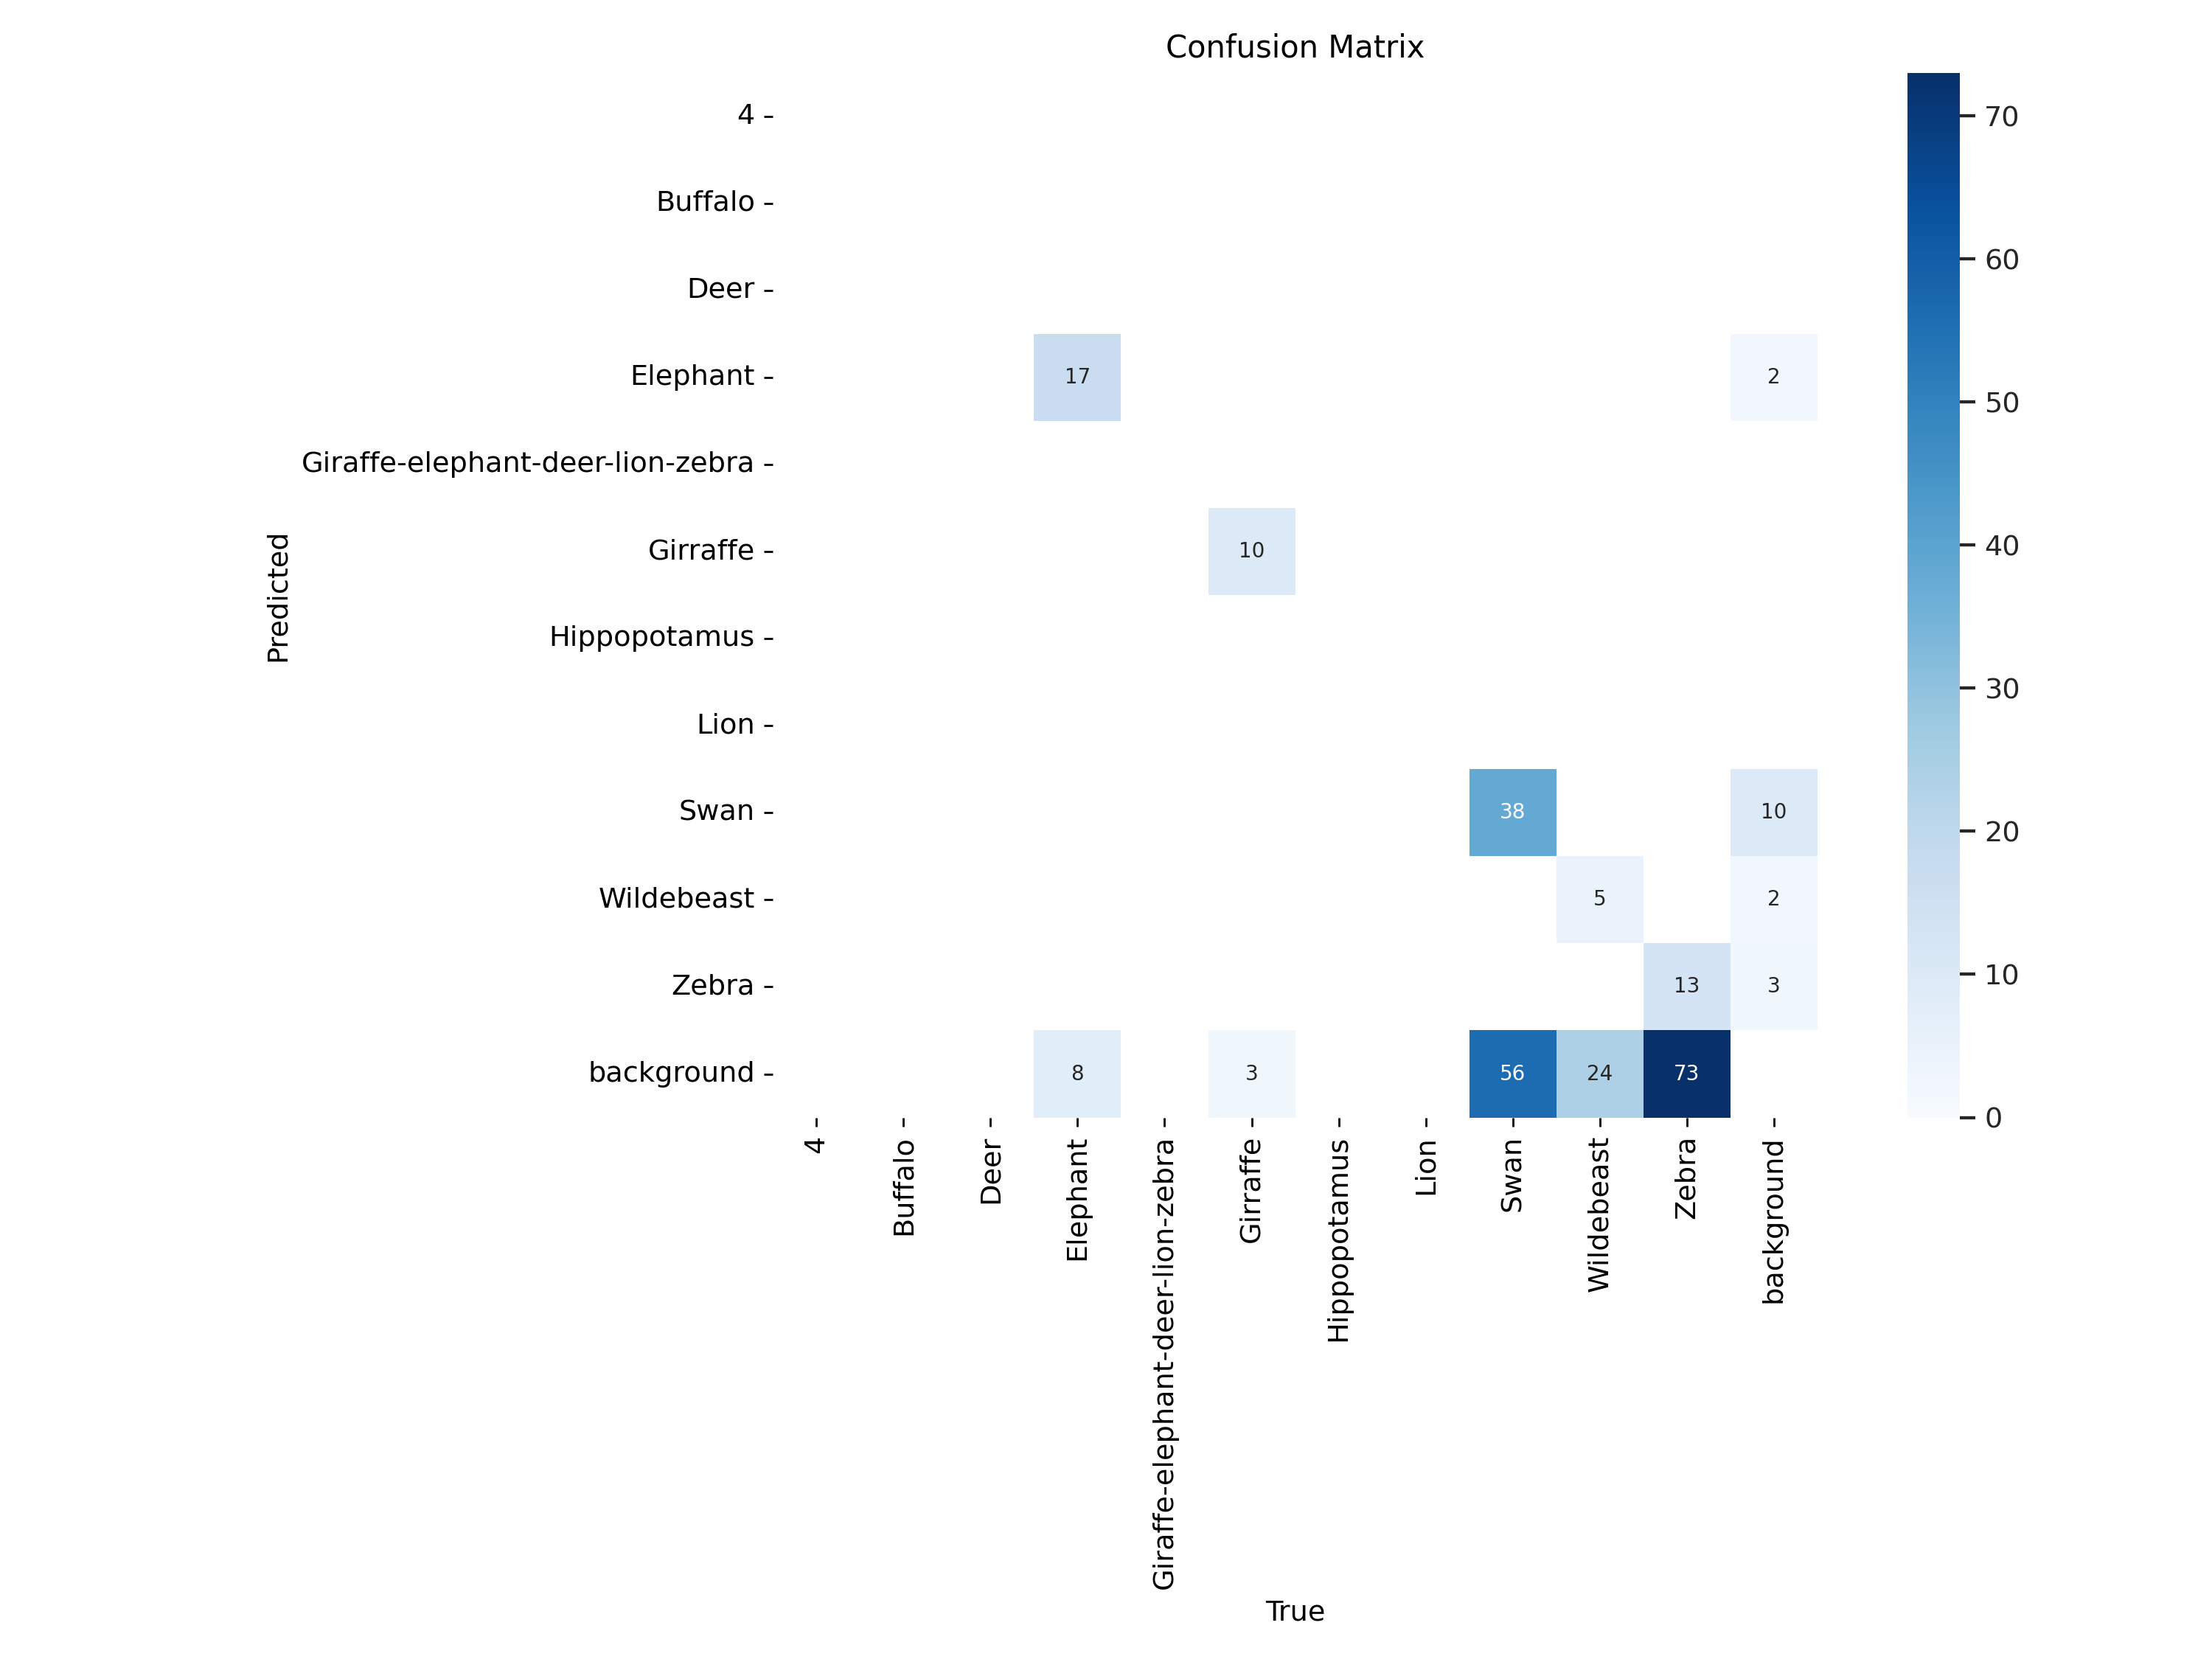 Confusion Matrix
4
Buffalo
Deer
Elephant
Giraffe-elephant-deer-lion-zebra
Girraffe
Hippopotamus
Lion
Swan
Wildebeast
Zebra
background
Predicted
17 2
10
38 10
5 2
13 3
8 3 56 24 73
4
Buffalo
Deer
Elephant
Giraffe-elephant-deer-lion-zebra
Girraffe
Hippopotamus
Lion
Swan
Wildebeast
Zebra
background
True
70
60
50
40
30
20
10
0